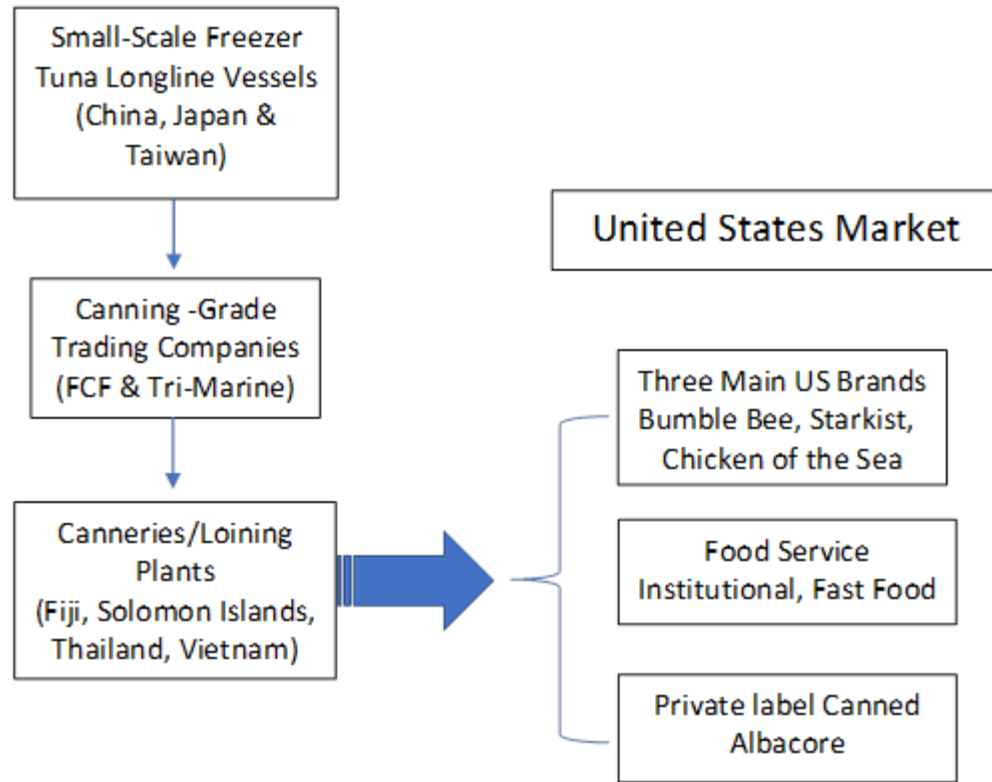 Small-Scale Freezer
Tuna Longline Vessels
(China, Japan &
Taiwan)
United States Market
Canning -Grade
Trading Companies
(FCF & Tri-Marine)
Three Main US Brands
Bumble Bee, Starkist,
Chicken of the Sea
Canneries/Loining
Plants
(Fiji, Solomon Islands,
Thailand, Vietnam)
Food Service
Institutional, Fast Food
Private label Canned
Albacore